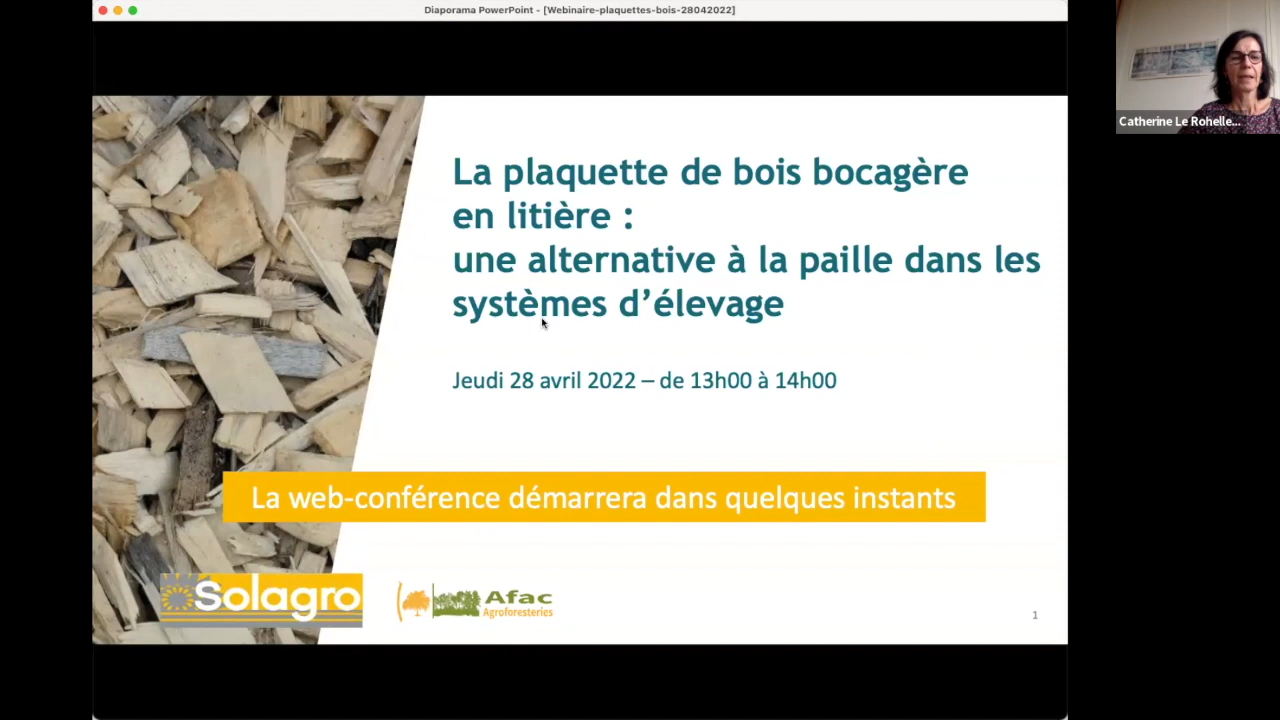 Diaporama PowerPoint - [Webinaire-plaquettes-bois-28042022]
Catherine Le Rohelle...
La plaquette de bois bocagère
en litière :
une alternative à la paille dans les
systèmes d’élevage
Jeudi 28 avril 2022 – de 13h00 à 14h00
La web-conférence démarrera dans quelques instants
Solagro
Afac
Agroforesteries
1